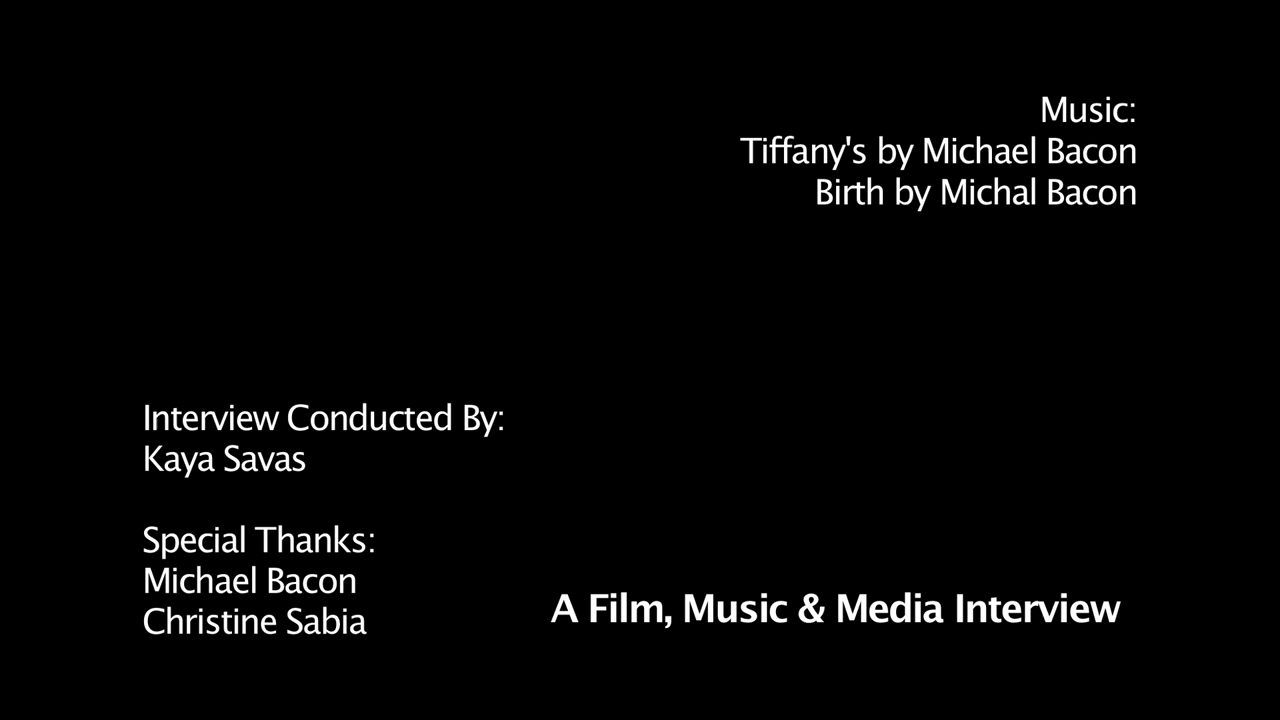 Music:
Tiffany's by Michael Bacon
Birth by Michal Bacon
Interview Conducted By:
Kaya Savas
Special Thanks:
Michael Bacon
Christine Sabia
A Film, Music & Media Interview